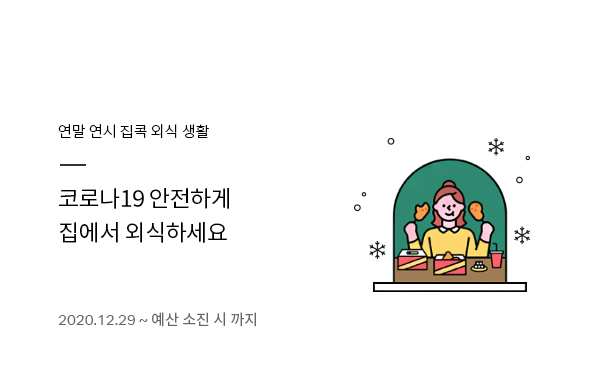 연말 연시 집콕 외식 생활
코로나19 안전하게
집에서 외식하세요
2020.12.29 ~ 예산 소진 시 까지